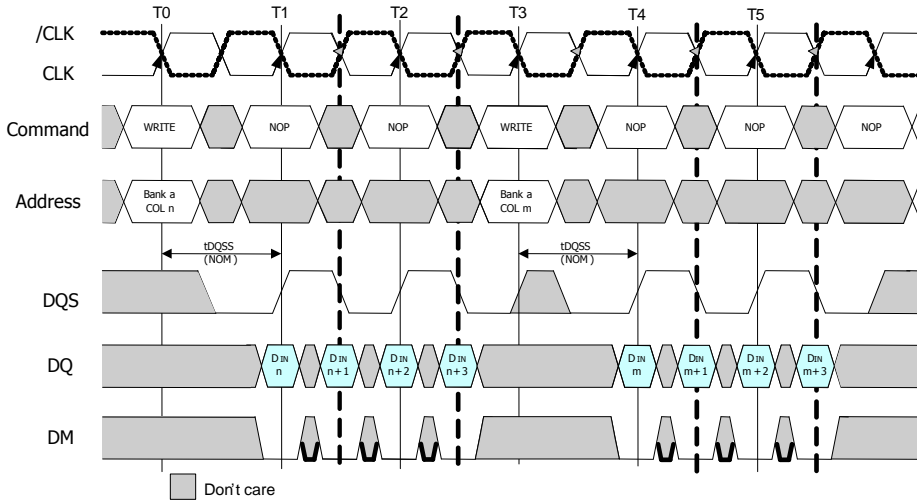 T0 T1 T2 T3 T4 T5
/CLK
CLK
Command WRITE NOP NOP WRITE NOP NOP NOP
Address Bank a Bank a
COL n COL m
tDQSS tDQSS
(NOM) (NOM)
DQS
DQ DIN DIN DIN DIN DIN DIN DIN DIN
n n+1 n+2 n+3 m m+1 m+2 m+3
DM
Don't care